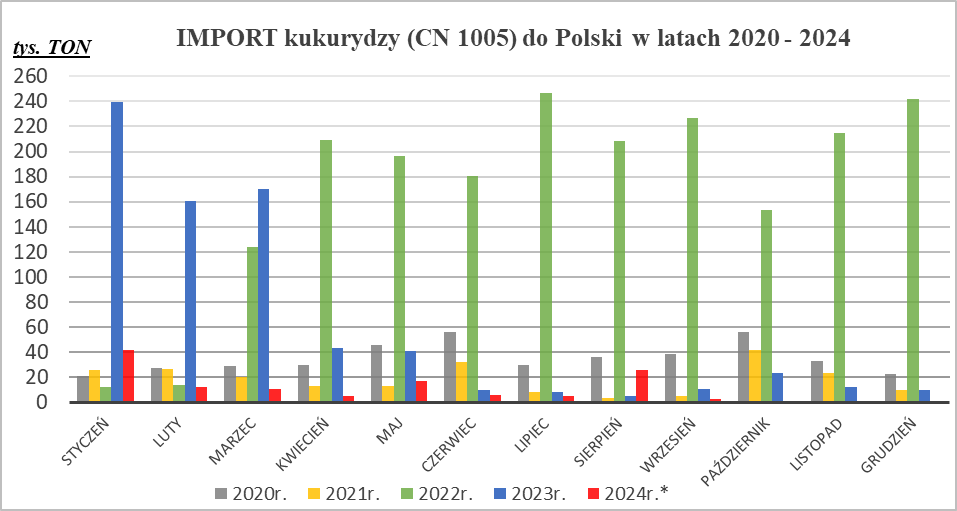 IMPORT kukurydzy (CN 1005) do Polski w latach 2020 - 2024
tys. TON
260
240
220
200
180
160
140
120
100
80
60
40
20
0
STYCZEŃ
LUTY
MARZEC
KWIECIEŃ
MAJ
CZERWIEC
LIPIEC
SIERPIEŃ
WRZESIEŃ
PAŹDZIERNIK
LISTOPAD
GRUDZIEŃ
2020r. 2021r. 2022r. 2023r. 2024r.*